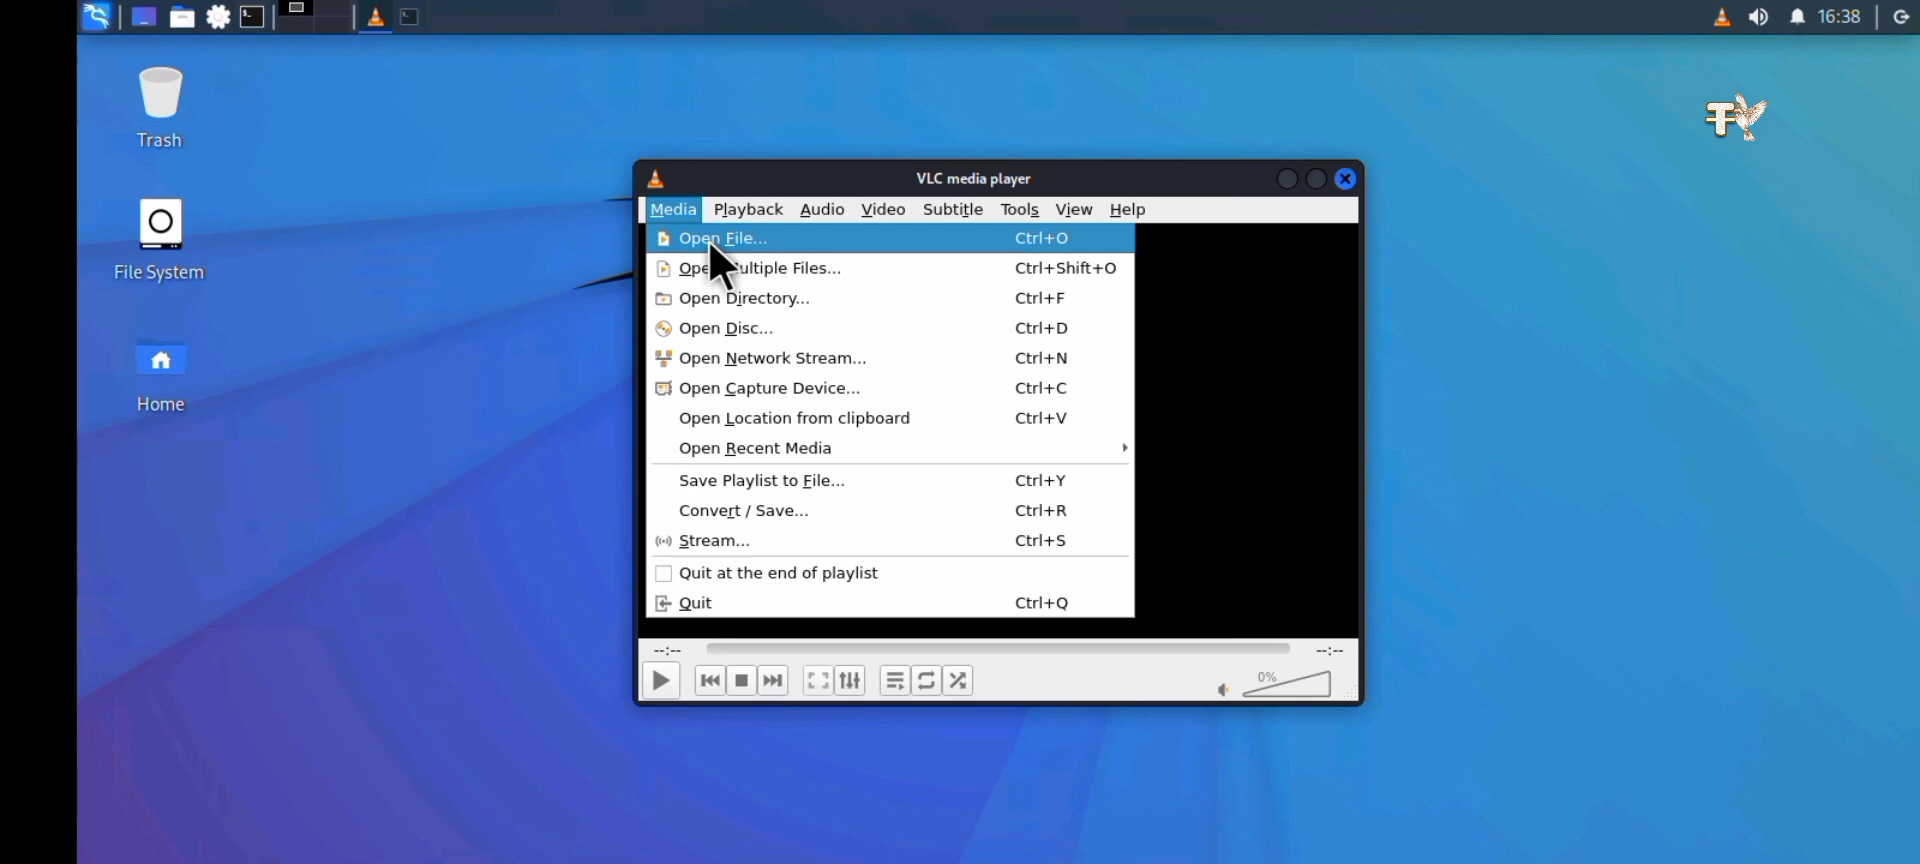 16:38
Trash
File System
Home
VLC media player
Media Playback Audio Video Subtitle Tools View Help
Open File... Ctrl+O
Multiple Files... Ctrl+Shift+O
Open Directory... Ctrl+F
Open Disc... Ctrl+D
Open Network Stream... Ctrl+N
Open Capture Device... Ctrl+C
Open Location from clipboard Ctrl+V
Open Recent Media
Save Playlist to File... Ctrl+Y
Convert / Save... Ctrl+R
Stream... Ctrl+S
Quit at the end of playlist
Quit Ctrl+Q
--:-- --:--
0%